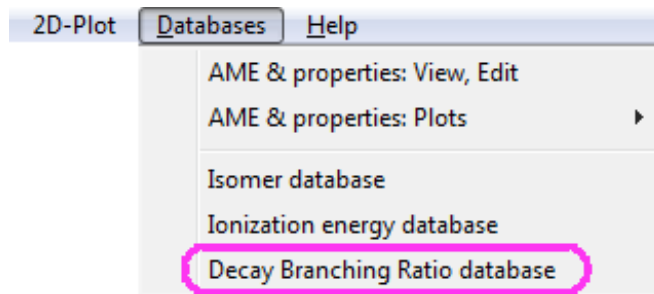 2D-Plot Databases Help
AME & properties: View, Edit
AME & properties: Plots
Isomer database
Ionization energy database
Decay Branching Ratio database